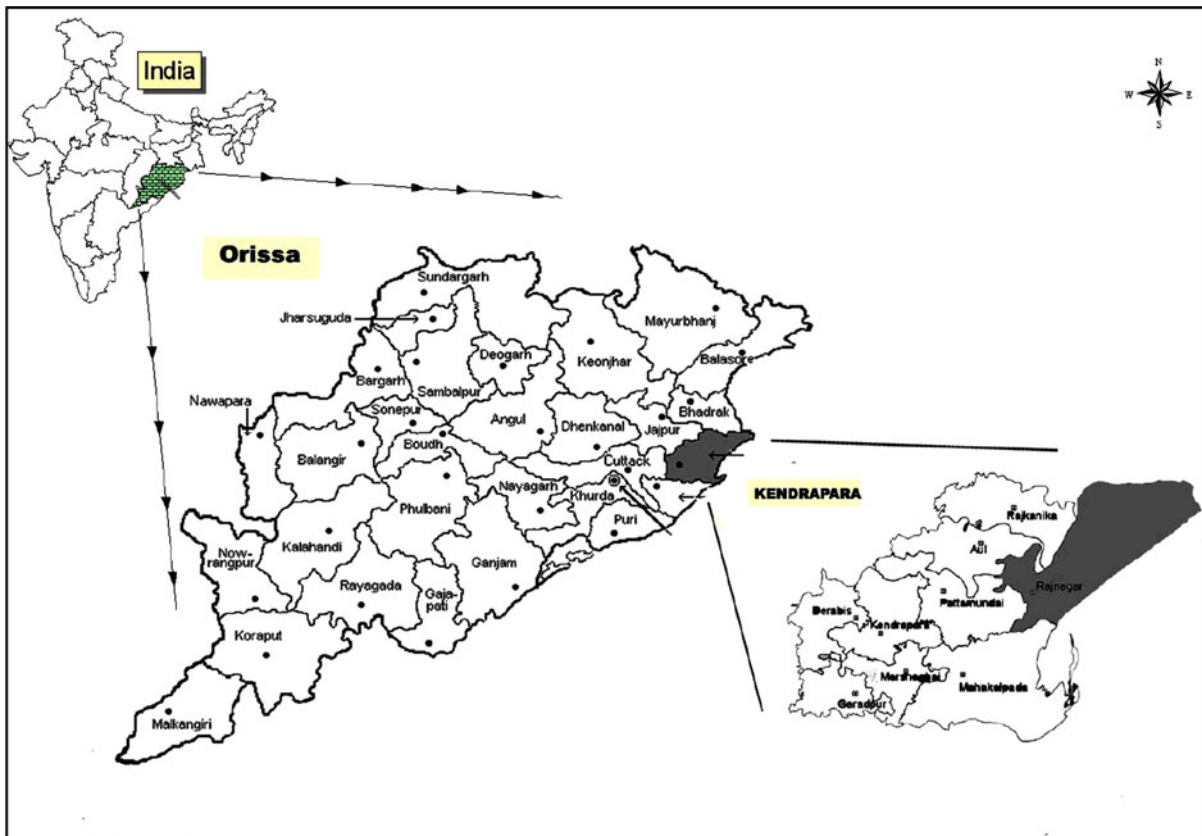 India
N
W
E
S
Orissa
Sundargarh
Jharsuguda
Mayurbhanj
Deogarh
Keonjhar
Balasore
Bargarh
Sambalpur
Nawapara
Sonepur
Angul
Dhenkanal
Jajpur
Bhadrak
Balangir
Boudh
Cuttack
Nayagarh
Khurda
KENDRAPARA
Phulbani
Puri
Rajkanika
Kalahandi
Aul
Now-
rangpur
Ganjam
Rayagada
Gaja-
pati
Rajnagar
Pattamundai
Derabis
Kendrapara
Koraput
Marshaghai
Mahakalpada
Garadpur
Malkangiri